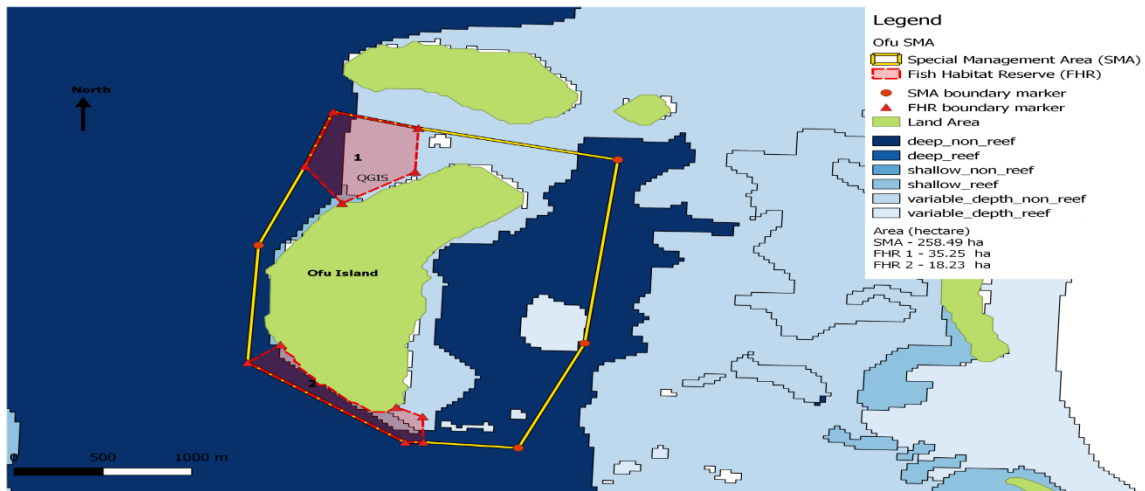 Legend
Ofu SMA
Special Management Area (SMA)
Fish Habitat Reserve (FHR)
SMA boundary marker
FHR boundary marker
Land Area
deep_non_reef
deep_reef
shallow_non_reef
shallow_reef
variable_depth_non_reef
variable_depth_reef
Area (hectare)
SMA - 258.49 ha
FHR 1 - 35.25 ha
FHR 2 - 18.23 ha
North
1
QGIS
Ofu Island
2
0 500 1000 m